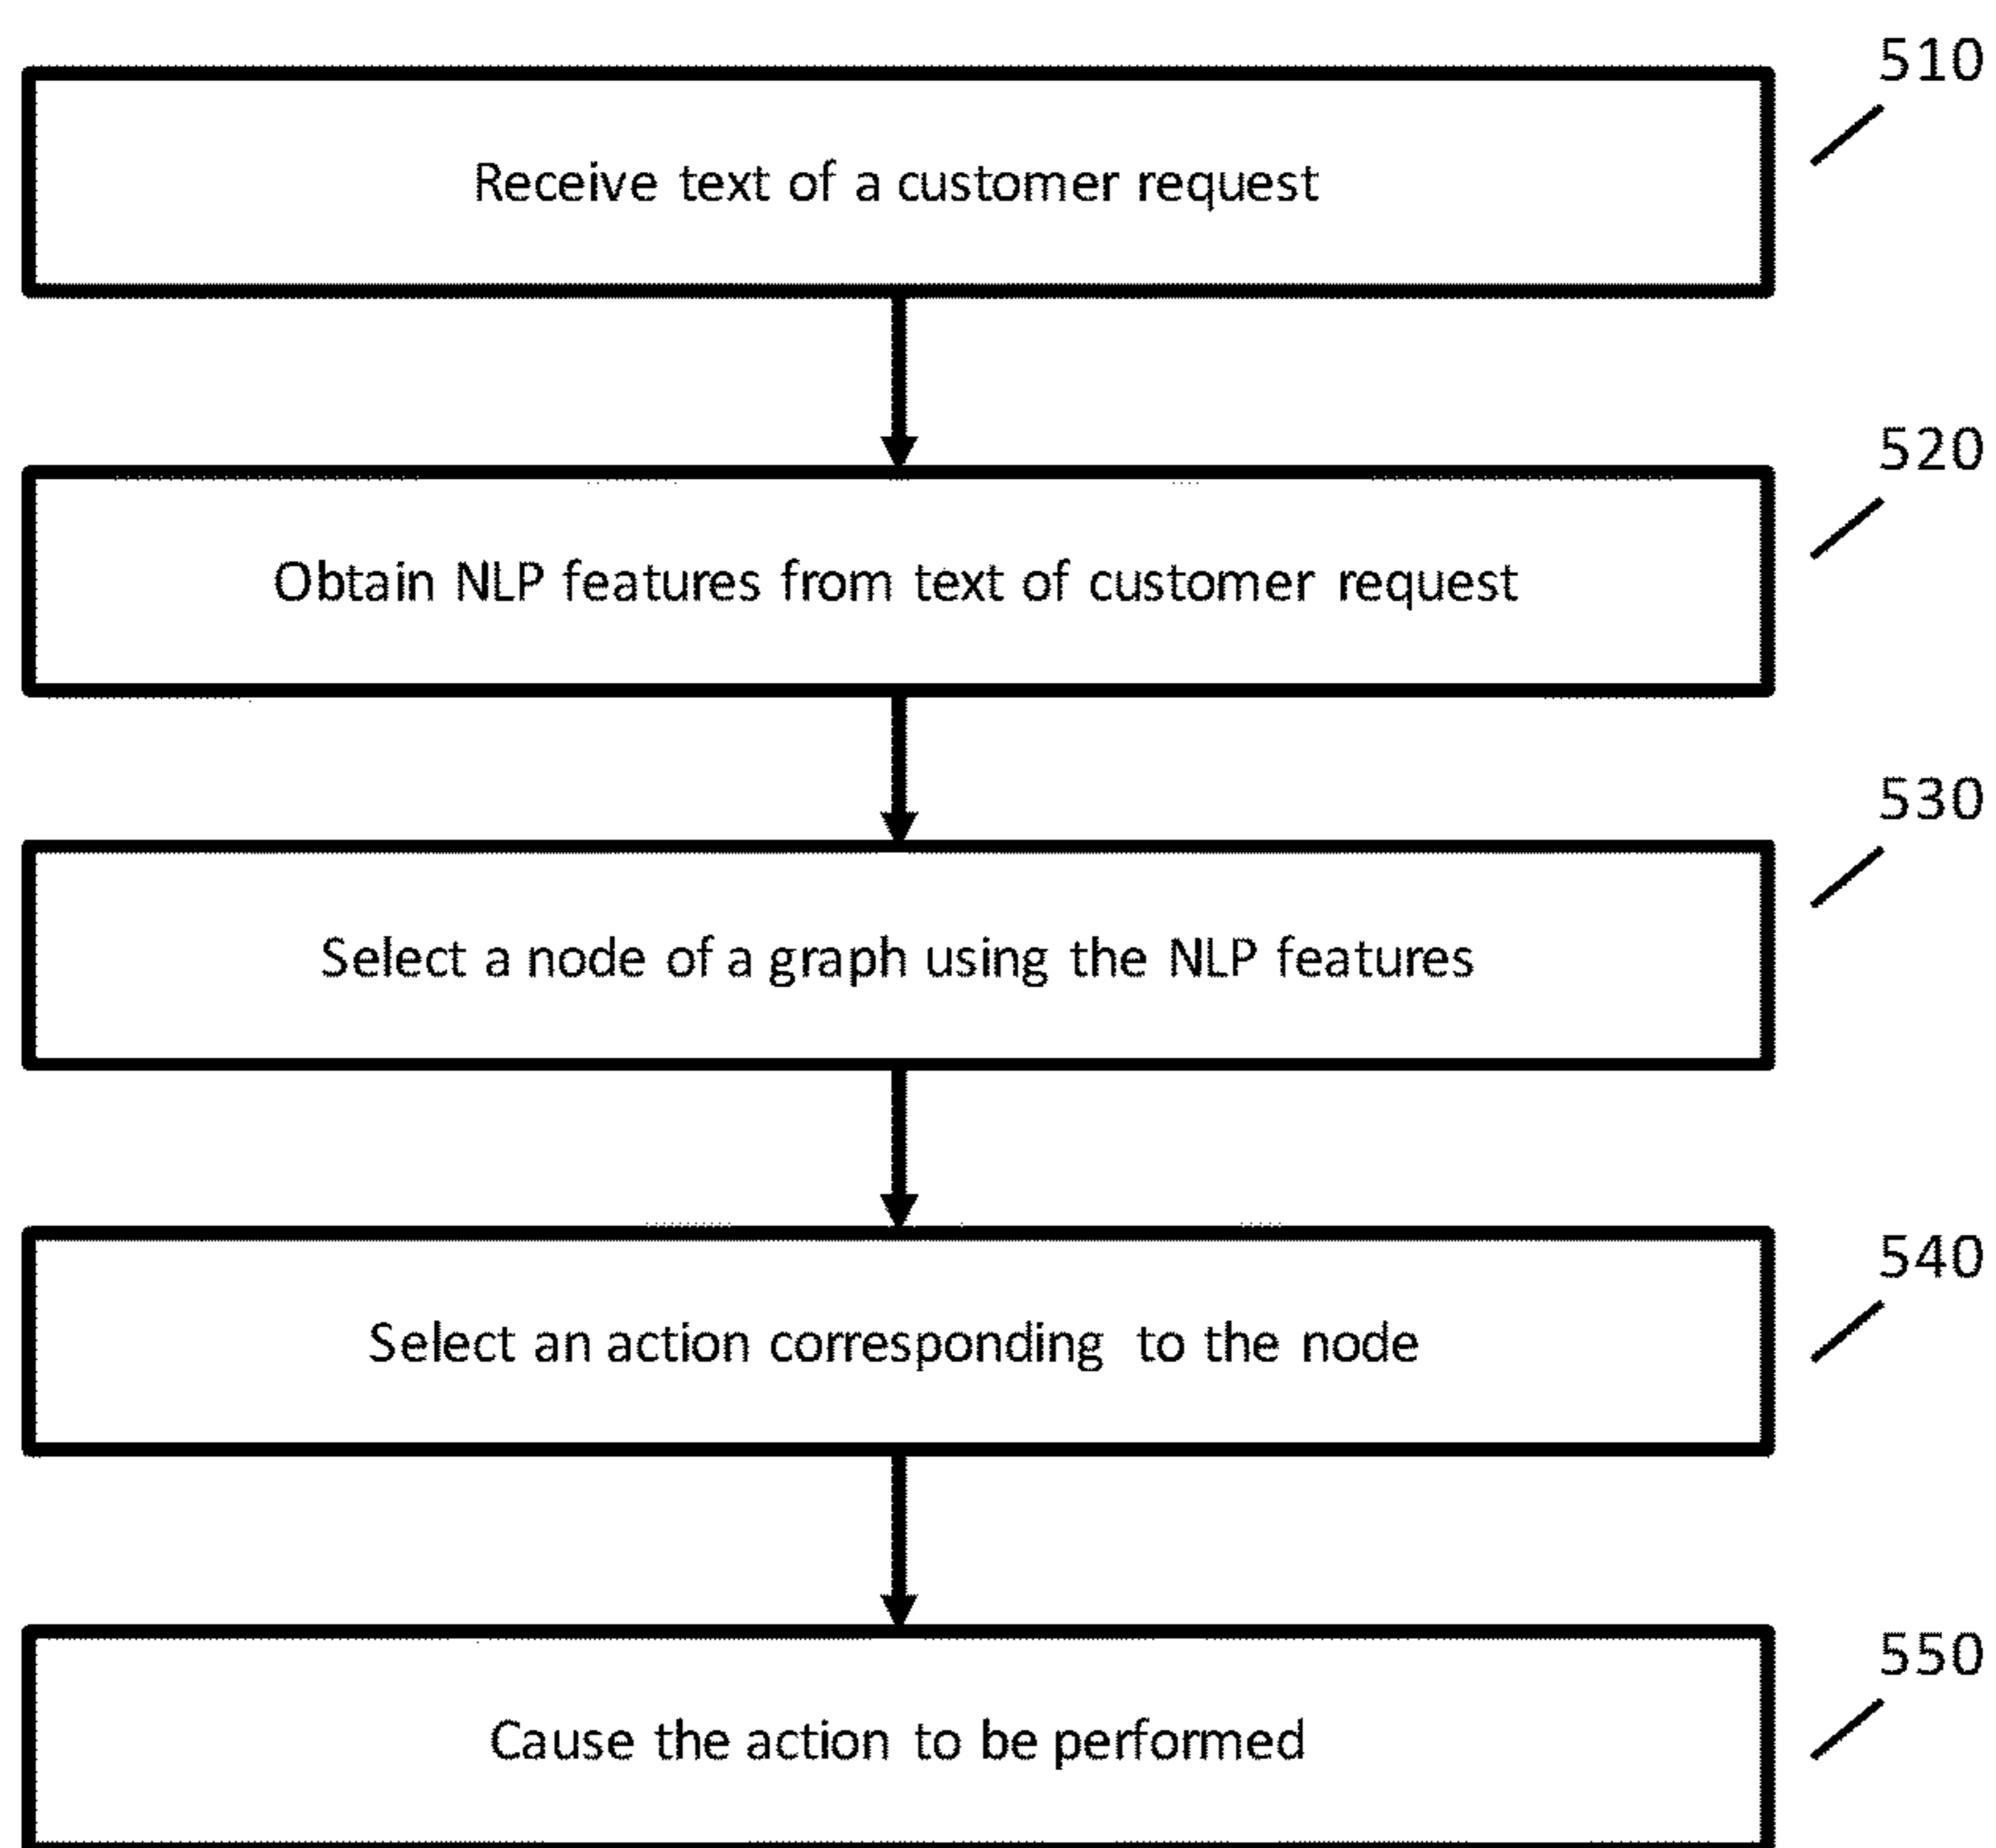 510
Receive text of a customer request
520
Obtain NLP features from text of customer request
530
Select a node of a graph using the NLP features
540
Select an action corresponding to the node
550
Cause the action to be performed